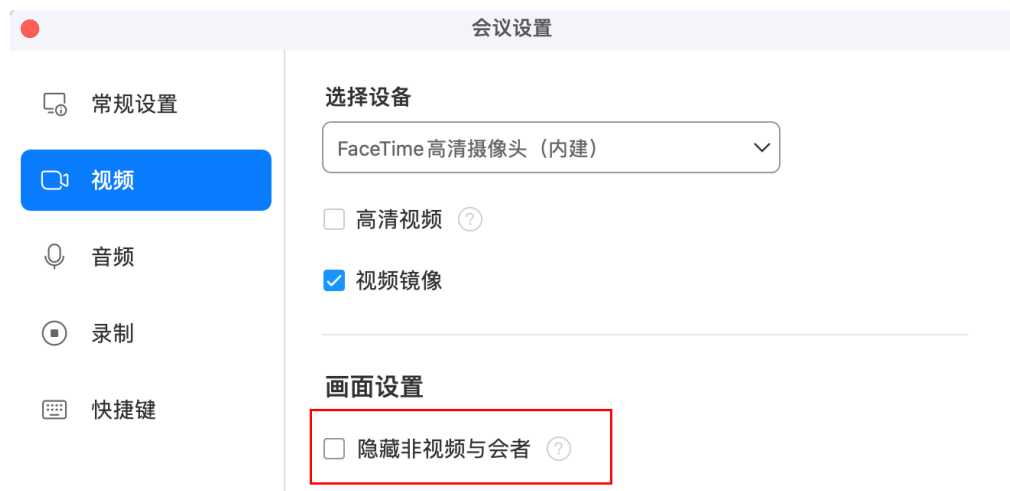 会议设置
常规设置
视频
音频
录制
快捷键
选择设备
FaceTime高清摄像头（内建）
高清视频 ?
视频镜像
画面设置
隐藏非视频与会者 ?